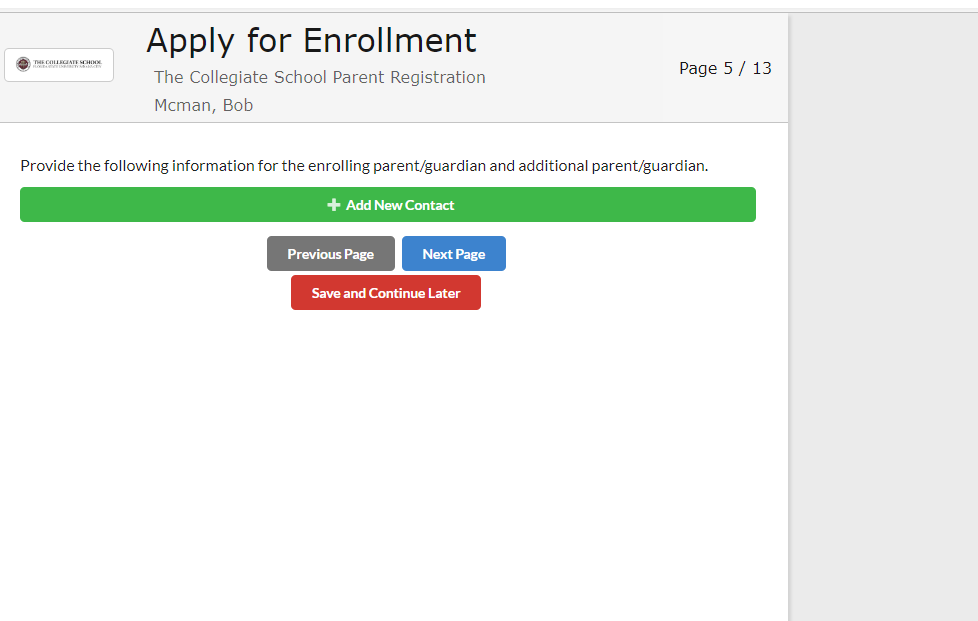 Apply for Enrollment
THE COLLEGIATE SCHOOL
The Collegiate School Parent Registration
Page 5 / 13
Mcman, Bob
Provide the following information for the enrolling parent/guardian and additional parent/guardian.
Add New Contact
Previous Page
Next Page
Save and Continue Later